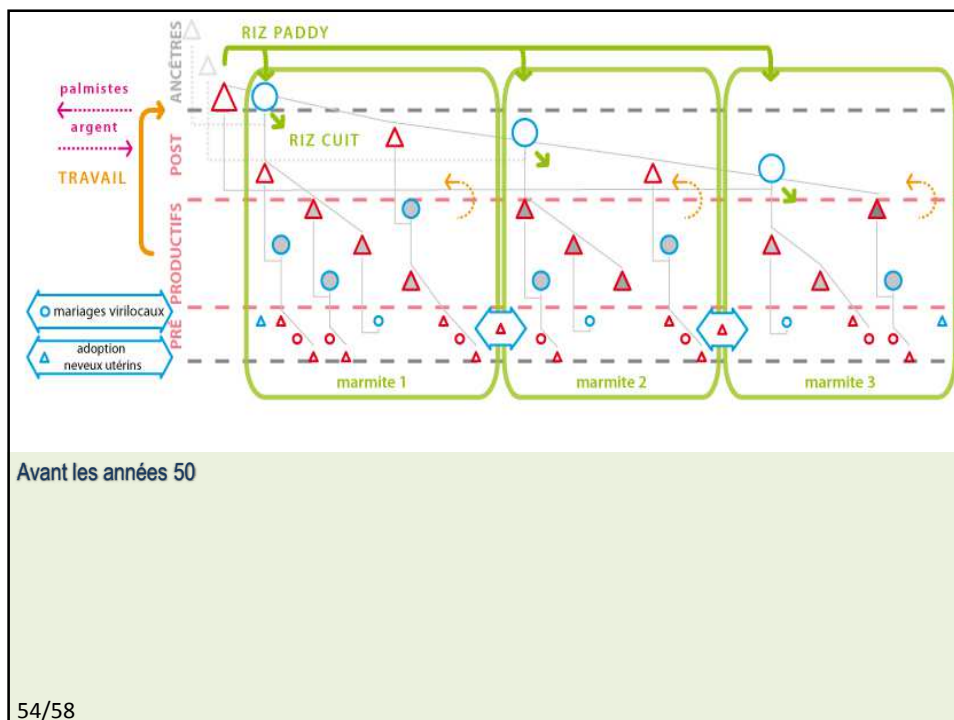 RIZ PADDY
ANCÊTRES
palmistes
argent
TRAVAIL
POST
RIZ CUIT
PRODUCTIFS
PRÉ
mariages virilocaux
adoption
neveux utérins
marmite 1
marmite 2
marmite 3
Avant les années 50
54/58